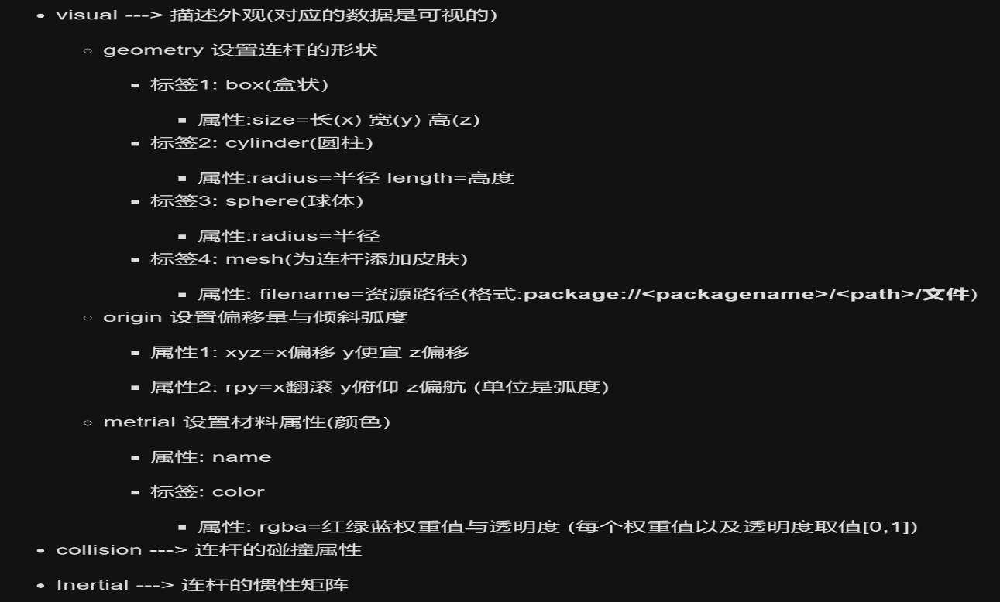 visual ---> 描述外观(对应的数据是可视的)
geometry 设置连杆的形状
标签1: box(盒状)
属性:size=长(x) 宽(y) 高(z)
标签2: cylinder(圆柱)
属性:radius=半径 length=高度
标签3: sphere(球体)
属性:radius=半径
标签4: mesh(为连杆添加皮肤)
属性: filename=资源路径(格式:package://<packagename>/<path>/文件)
origin 设置偏移量与倾斜弧度
属性1: xyz=x偏移 y便宜 z偏移
属性2: rpy=x翻滚 y俯仰 z偏航 (单位是弧度)
metrial 设置材料属性(颜色)
属性: name
标签: color
属性: rgba=红绿蓝权重值与透明度 (每个权重值以及透明度取值[0,1])
collision ---> 连杆的碰撞属性
Inertial ---> 连杆的惯性矩阵